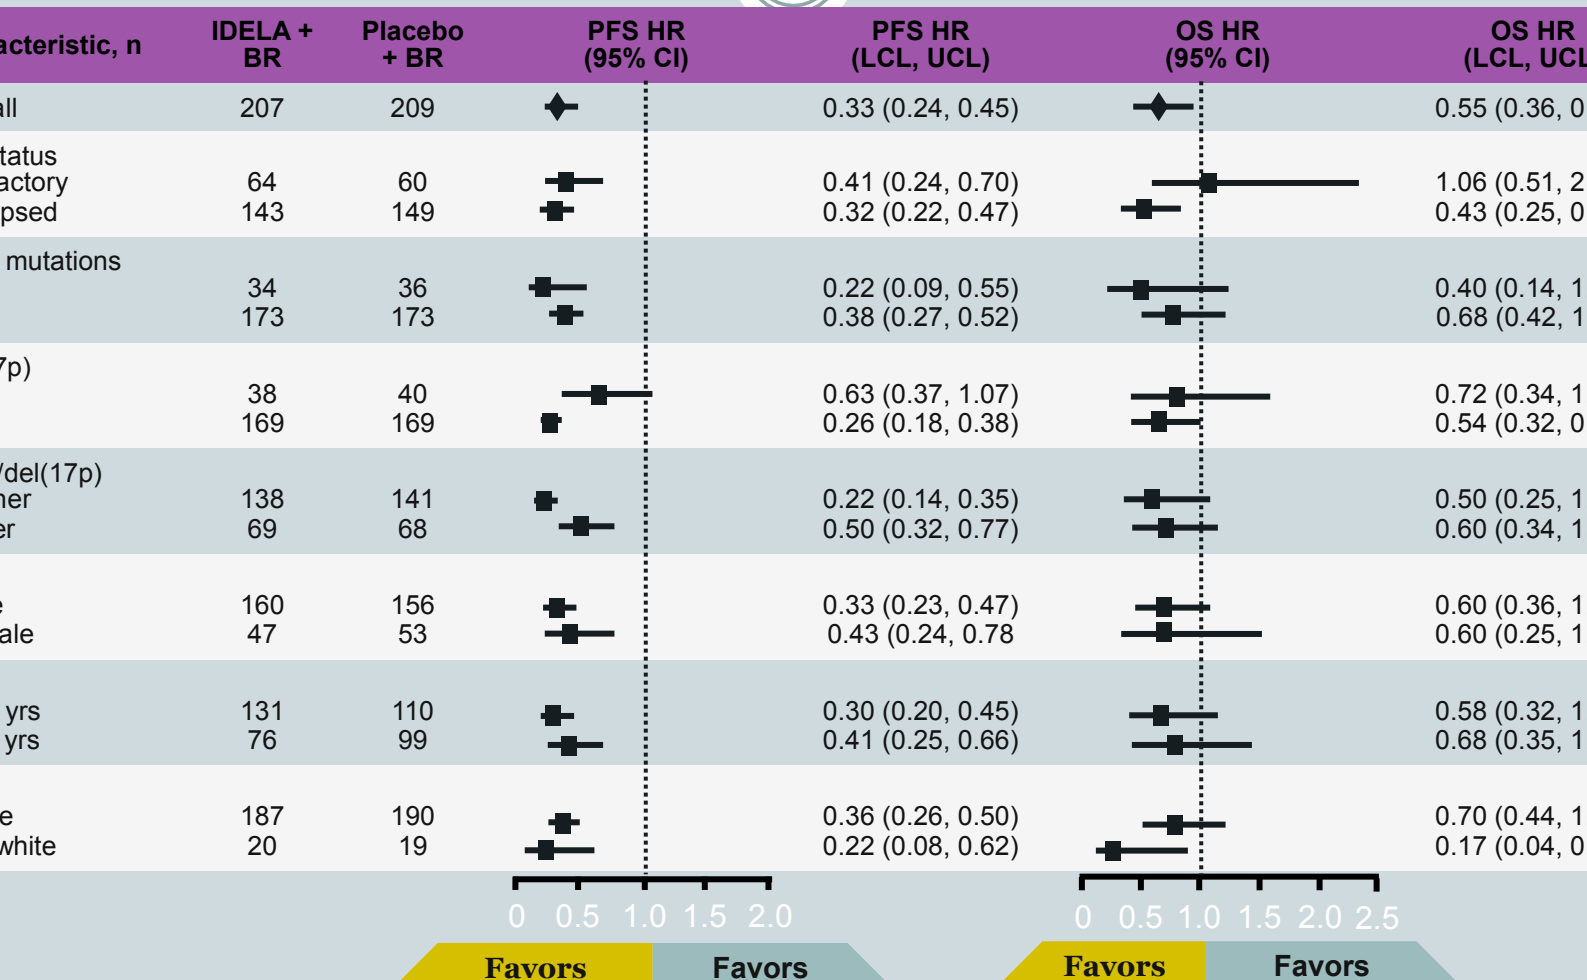 acteristic, n IDELA + BR Placebo + BR PFS HR (95% CI) PFS HR (LCL, UCL) OS HR (95% CI) OS HR (LCL, UCL
all 207 209 0.33 (0.24, 0.45) 0.55 (0.36, 0
tatus
actory 64 60 0.41 (0.24, 0.70) 1.06 (0.51, 2
psed 143 149 0.32 (0.22, 0.47) 0.43 (0.25, 0
mutations
34 36 0.22 (0.09, 0.55) 0.40 (0.14, 1
173 173 0.38 (0.27, 0.52) 0.68 (0.42, 1
7p)
38 40 0.63 (0.37, 1.07) 0.72 (0.34, 1
169 169 0.26 (0.18, 0.38) 0.54 (0.32, 0
/del(17p)
her 138 141 0.22 (0.14, 0.35) 0.50 (0.25, 1
er 69 68 0.50 (0.32, 0.77) 0.60 (0.34, 1
e 160 156 0.33 (0.23, 0.47) 0.60 (0.36, 1
ale 47 53 0.43 (0.24, 0.78 0.60 (0.25, 1
yrs 131 110 0.30 (0.20, 0.45) 0.58 (0.32, 1
yrs 76 99 0.41 (0.25, 0.66) 0.68 (0.35, 1
e 187 190 0.36 (0.26, 0.50) 0.70 (0.44, 1
white 20 19 0.22 (0.08, 0.62) 0.17 (0.04, 0
0 0.5 1.0 1.5 2.0 0 0.5 1.0 1.5 2.0 2.5
Favors Favors Favors Favors